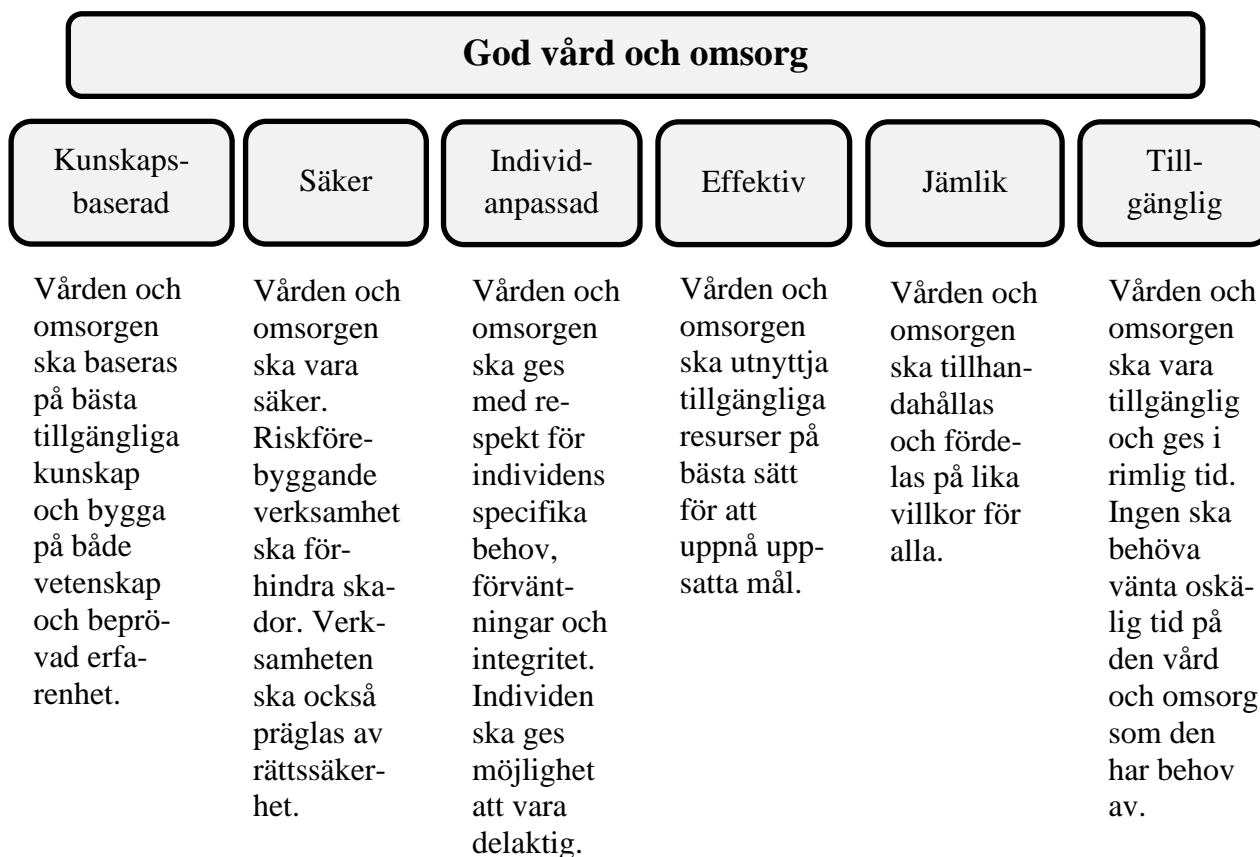 God vård och omsorg
Kunskaps-
baserad
Säker
Individ-
anpassad
Effektiv
Jämlik
Till-
gänglig
Vården och
omsorgen
ska baseras
på bästa
tillgängliga
kunskap
och bygga
på både
vetenskap
och beprö-
vad erfa-
renhet.
Vården och
omsorgen
ska vara
säker.
Riskföre-
byggande
verksamhet
ska för-
hindra ska-
dor. Verk-
samheten
ska också
präglas av
rättssäker-
het.
Vården och
omsorgen
ska ges
med re-
spekt för
individens
specifika
behov,
förvänt-
ningar och
integritet.
Individen
ska ges
möjlighet
att vara
delaktig.
Vården och
omsorgen
ska utnyttja
tillgängliga
resurser på
bästa sätt
för att
uppnå upp-
satta mål.
Vården och
omsorgen
ska tillhan-
dahållas
och förde-
las på lika
villkor för
alla.
Vården och
omsorgen
ska vara
tillgänglig
och ges i
rimlig tid.
Ingen ska
behöva
vänta oskä-
lig tid på
den vård
och omsorg
som den
har behov
av.